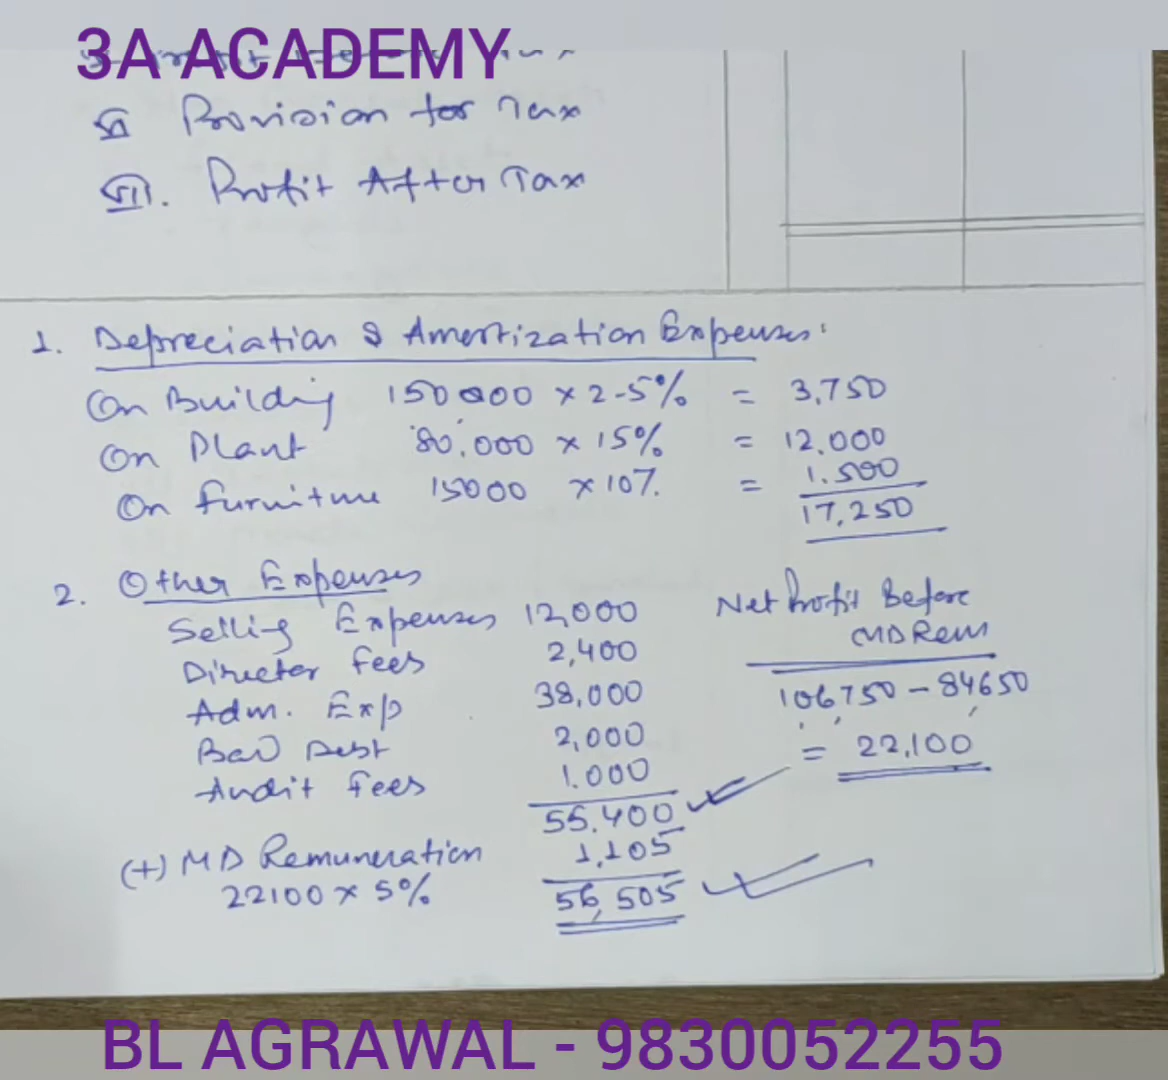 3A ACADEMY
VI Provision for Tax
VII. Profit After Tax
1. Depreciation & Amortization Expenses:
On Building 150000 × 2.5% = 3,750
On Plant 80,000 × 15% = 12,000
On Furniture 15000 × 10% = 1,500
17,250
2. Other Expenses
Selling Expenses 12,000
Director Fees 2,400
Adm. Exp 38,000
Bad Debt 2,000
Audit Fees 1,000
55,400
(+) MD Remuneration 1,105
22100 × 5% 56,505
Net Profit Before
MD Rem
106750 - 84650
= 22,100
BL AGRAWAL - 9830052255